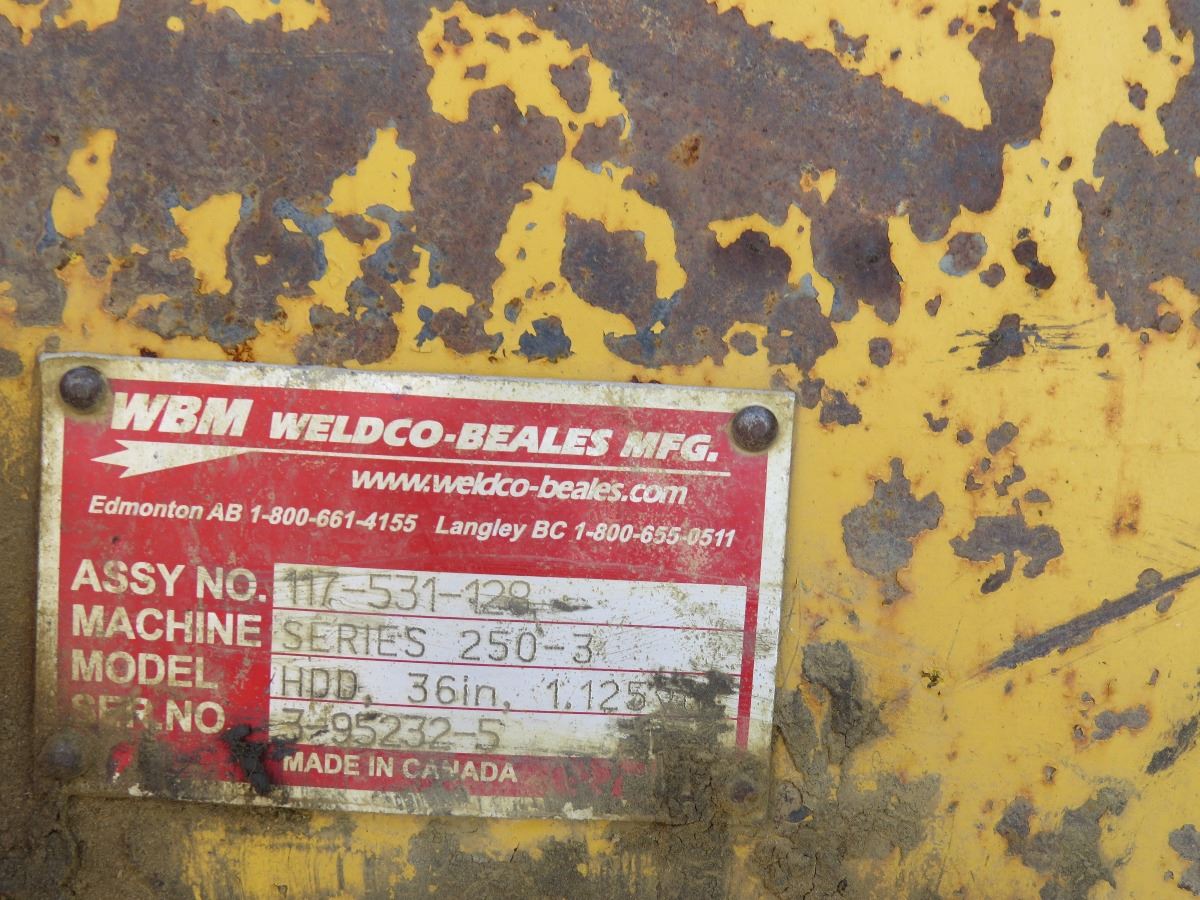 WBM WELDCO-BEALES MFG.
www.weldco-beales.com
Edmonton AB 1-800-661-4155 Langley BC 1-800-655-0511
ASSY NO. 117-531-128
MACHINE SERIES 250-3
MODEL HDD, 36in, 1.125
SER.NO 3-95232-5
MADE IN CANADA